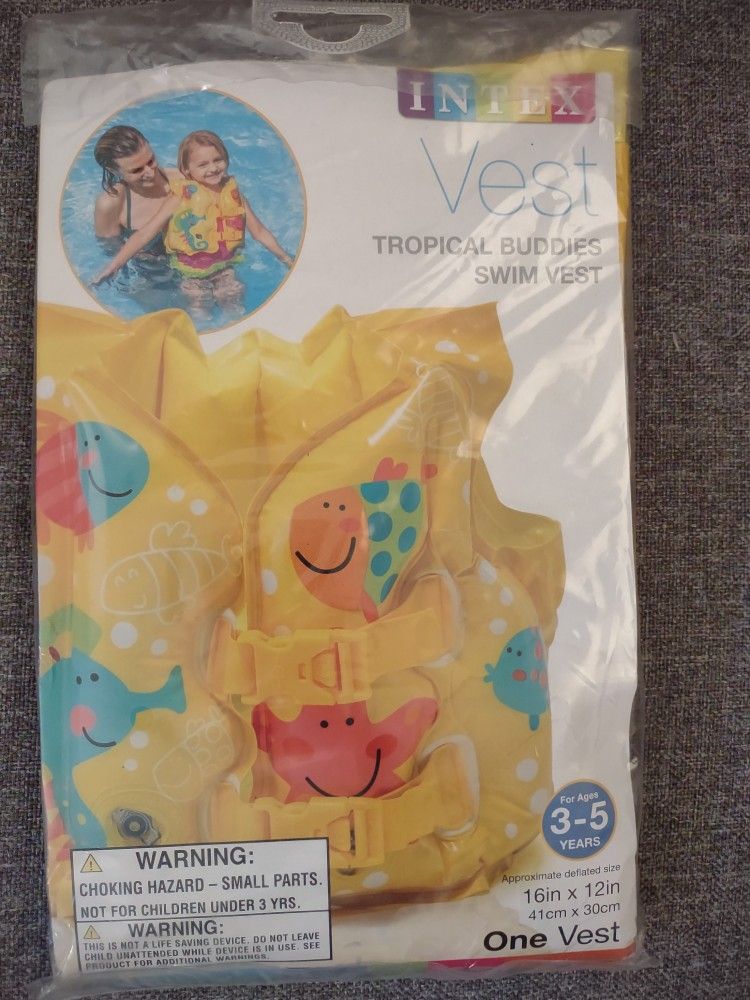 INTEX
Vest
TROPICAL BUDDIES
SWIM VEST
For Ages
3-5
YEARS
Approximate deflated size
16in x 12in
41cm x 30cm
One Vest
WARNING:
CHOKING HAZARD – SMALL PARTS.
NOT FOR CHILDREN UNDER 3 YRS.
WARNING:
THIS IS NOT A LIFE SAVING DEVICE. DO NOT LEAVE
CHILD UNATTENDED WHILE DEVICE IS IN USE. SEE
PRODUCT FOR ADDITIONAL WARNINGS.